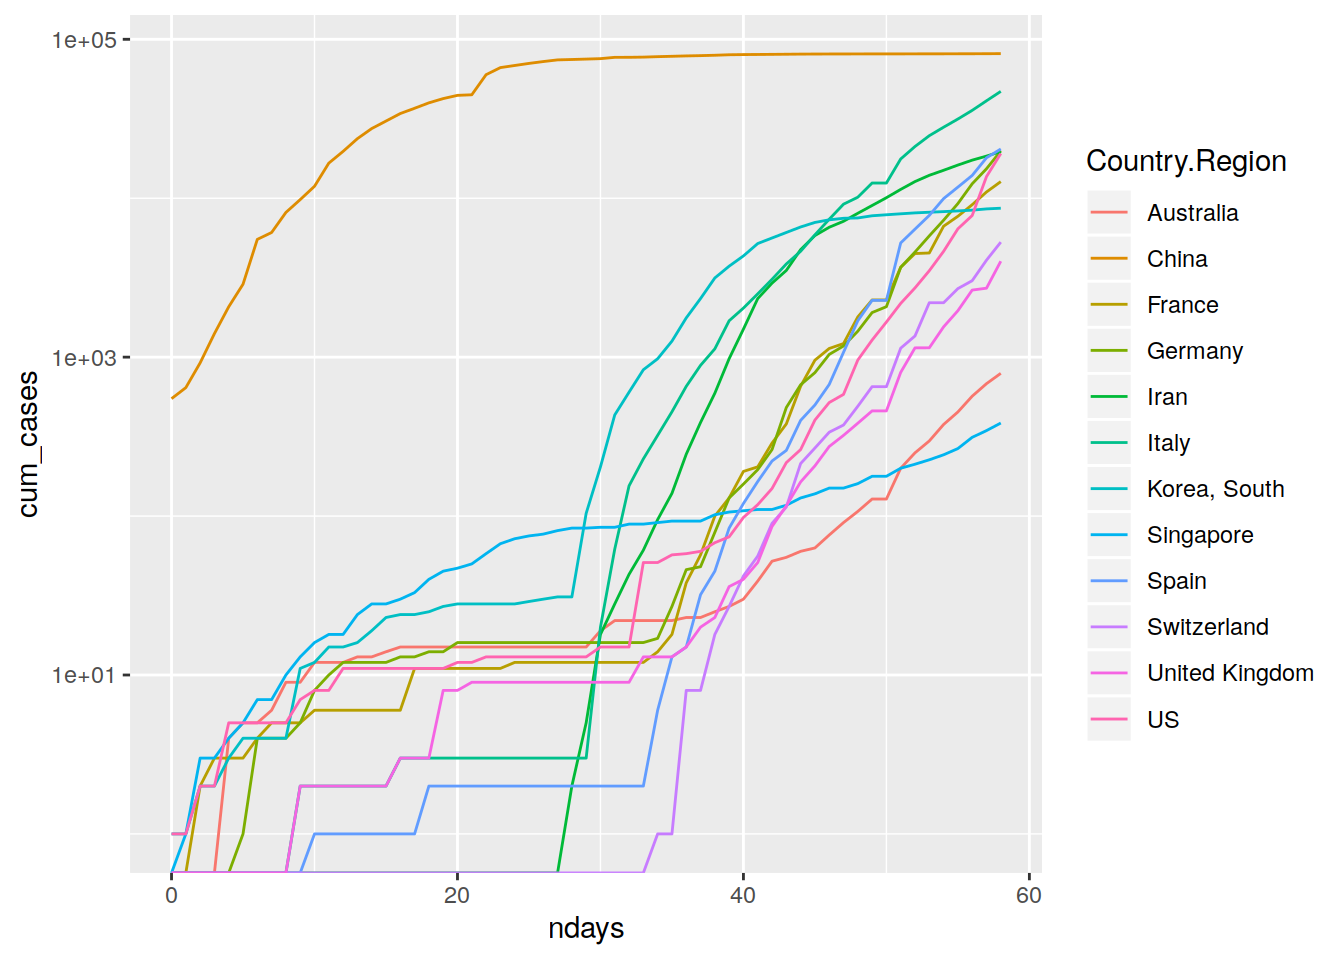 1e+05
1e+03
1e+01
cum_cases
0
20
40
60
ndays
Country.Region
Australia
China
France
Germany
Iran
Italy
Korea, South
Singapore
Spain
Switzerland
United Kingdom
US